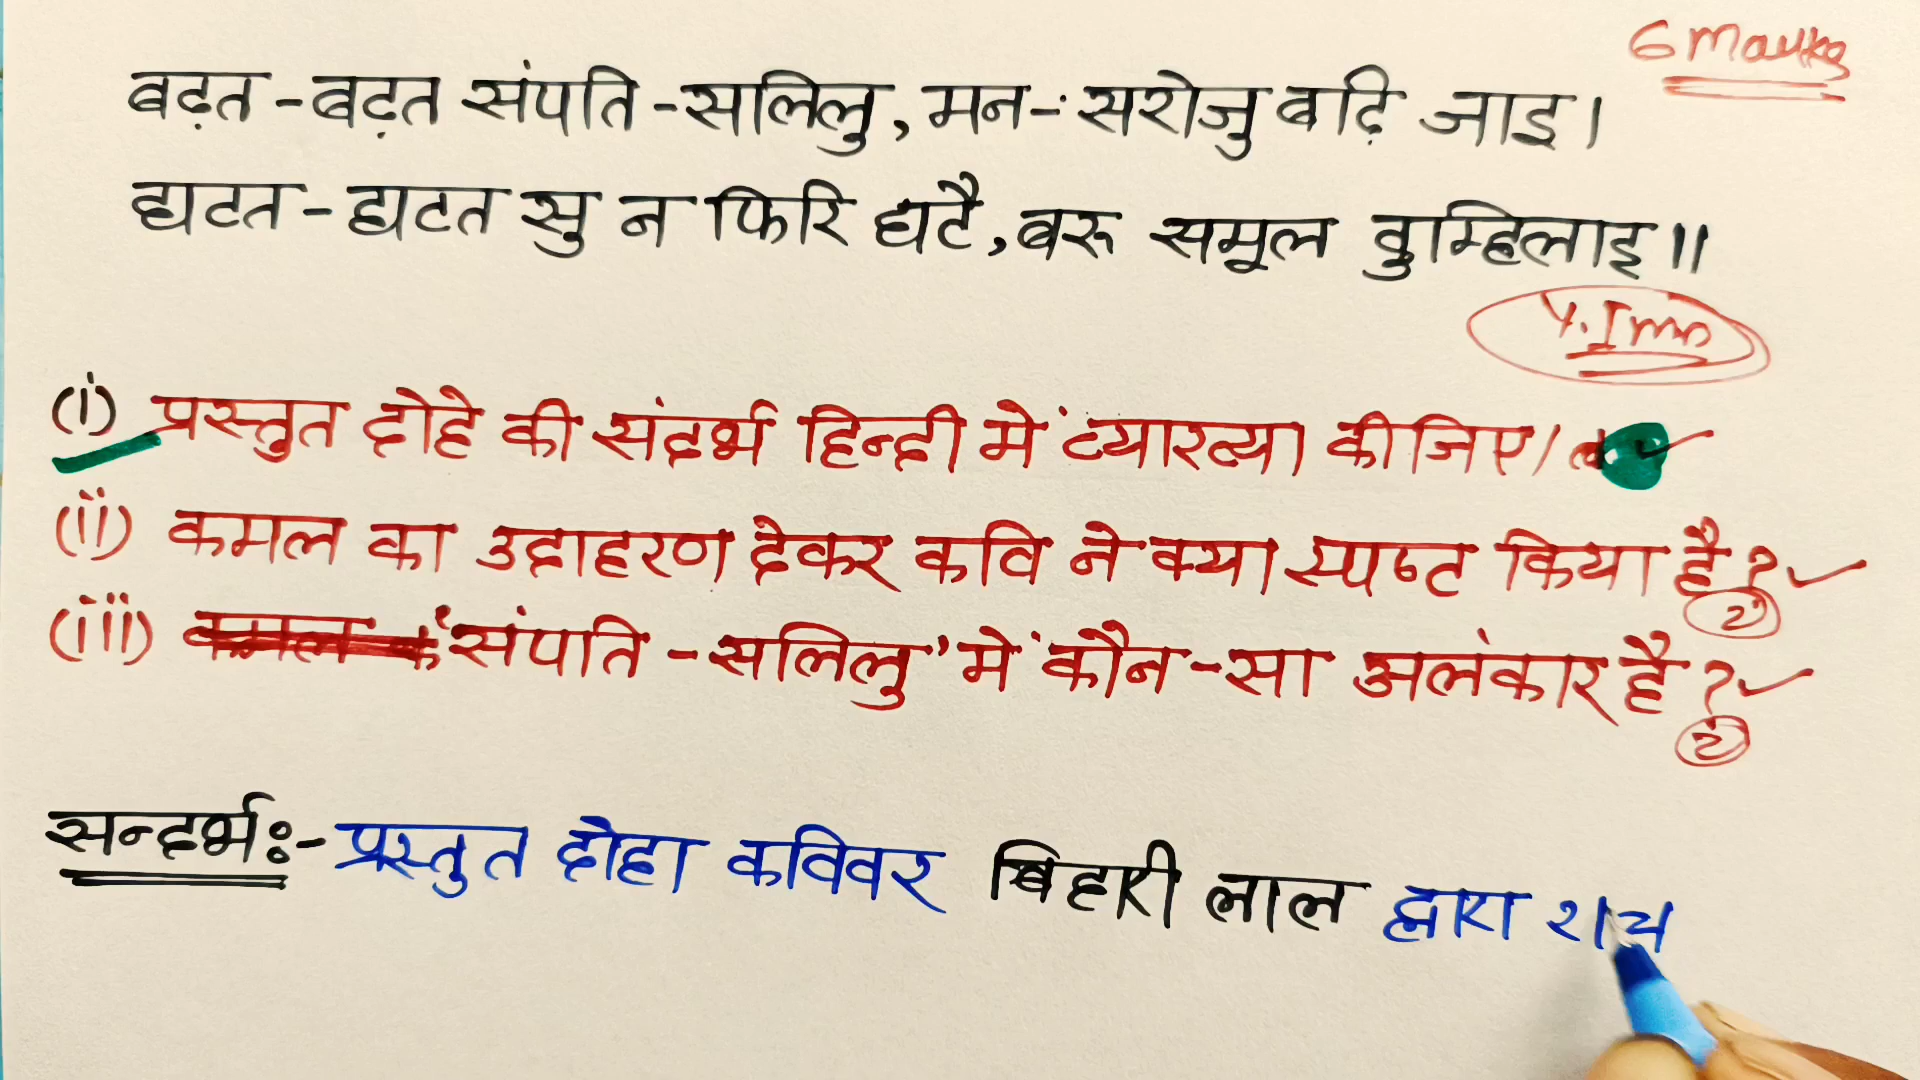 6 Marks
बढ़त-बढ़त संपति-सलिलु, मन-सरोजु बढ़ि जाइ।
घटत-घटत सु न फिरि घटै, बरू समूल कुम्हिलाइ॥
V. Imp
(i) प्रस्तुत दोहे की संदर्भ हिन्दी में व्याख्या कीजिए।
(ii) कमल का उदाहरण देकर कवि ने क्या स्पष्ट किया है? 2
(iii) 'संपति-सलिलु' में कौन-सा अलंकार है? 2
सन्दर्भः- प्रस्तुत दोहा कविवर बिहारी लाल द्वारा